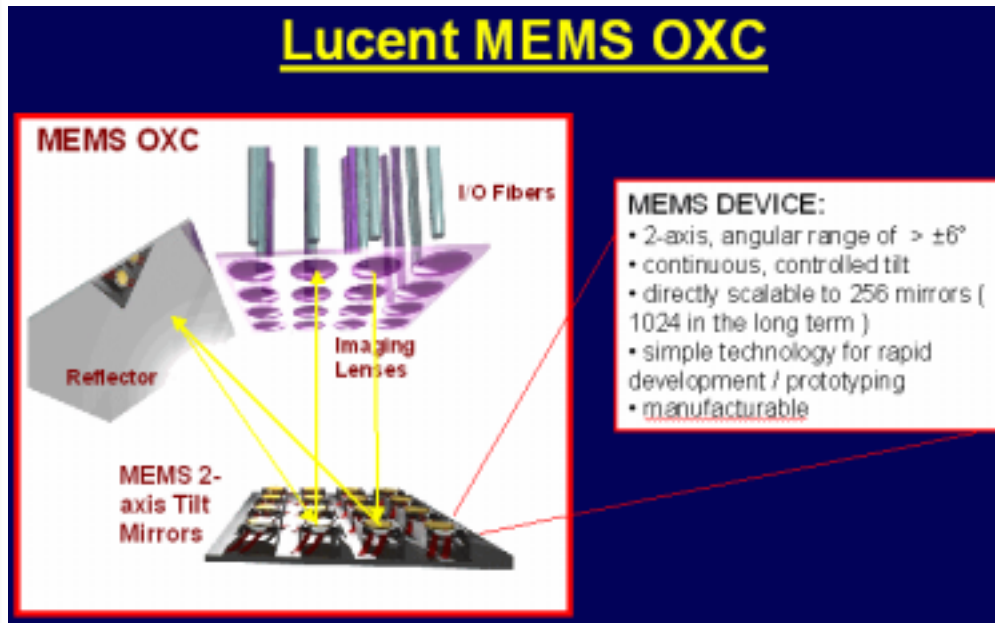 Lucent MEMS OXC
MEMS OXC
I/O Fibers
Imaging
Lenses
Reflector
MEMS 2-
axis Tilt
Mirrors
MEMS DEVICE:
• 2-axis, angular range of > ±6°
• continuous, controlled tilt
• directly scalable to 256 mirrors (
1024 in the long term )
• simple technology for rapid
development / prototyping
• manufacturable